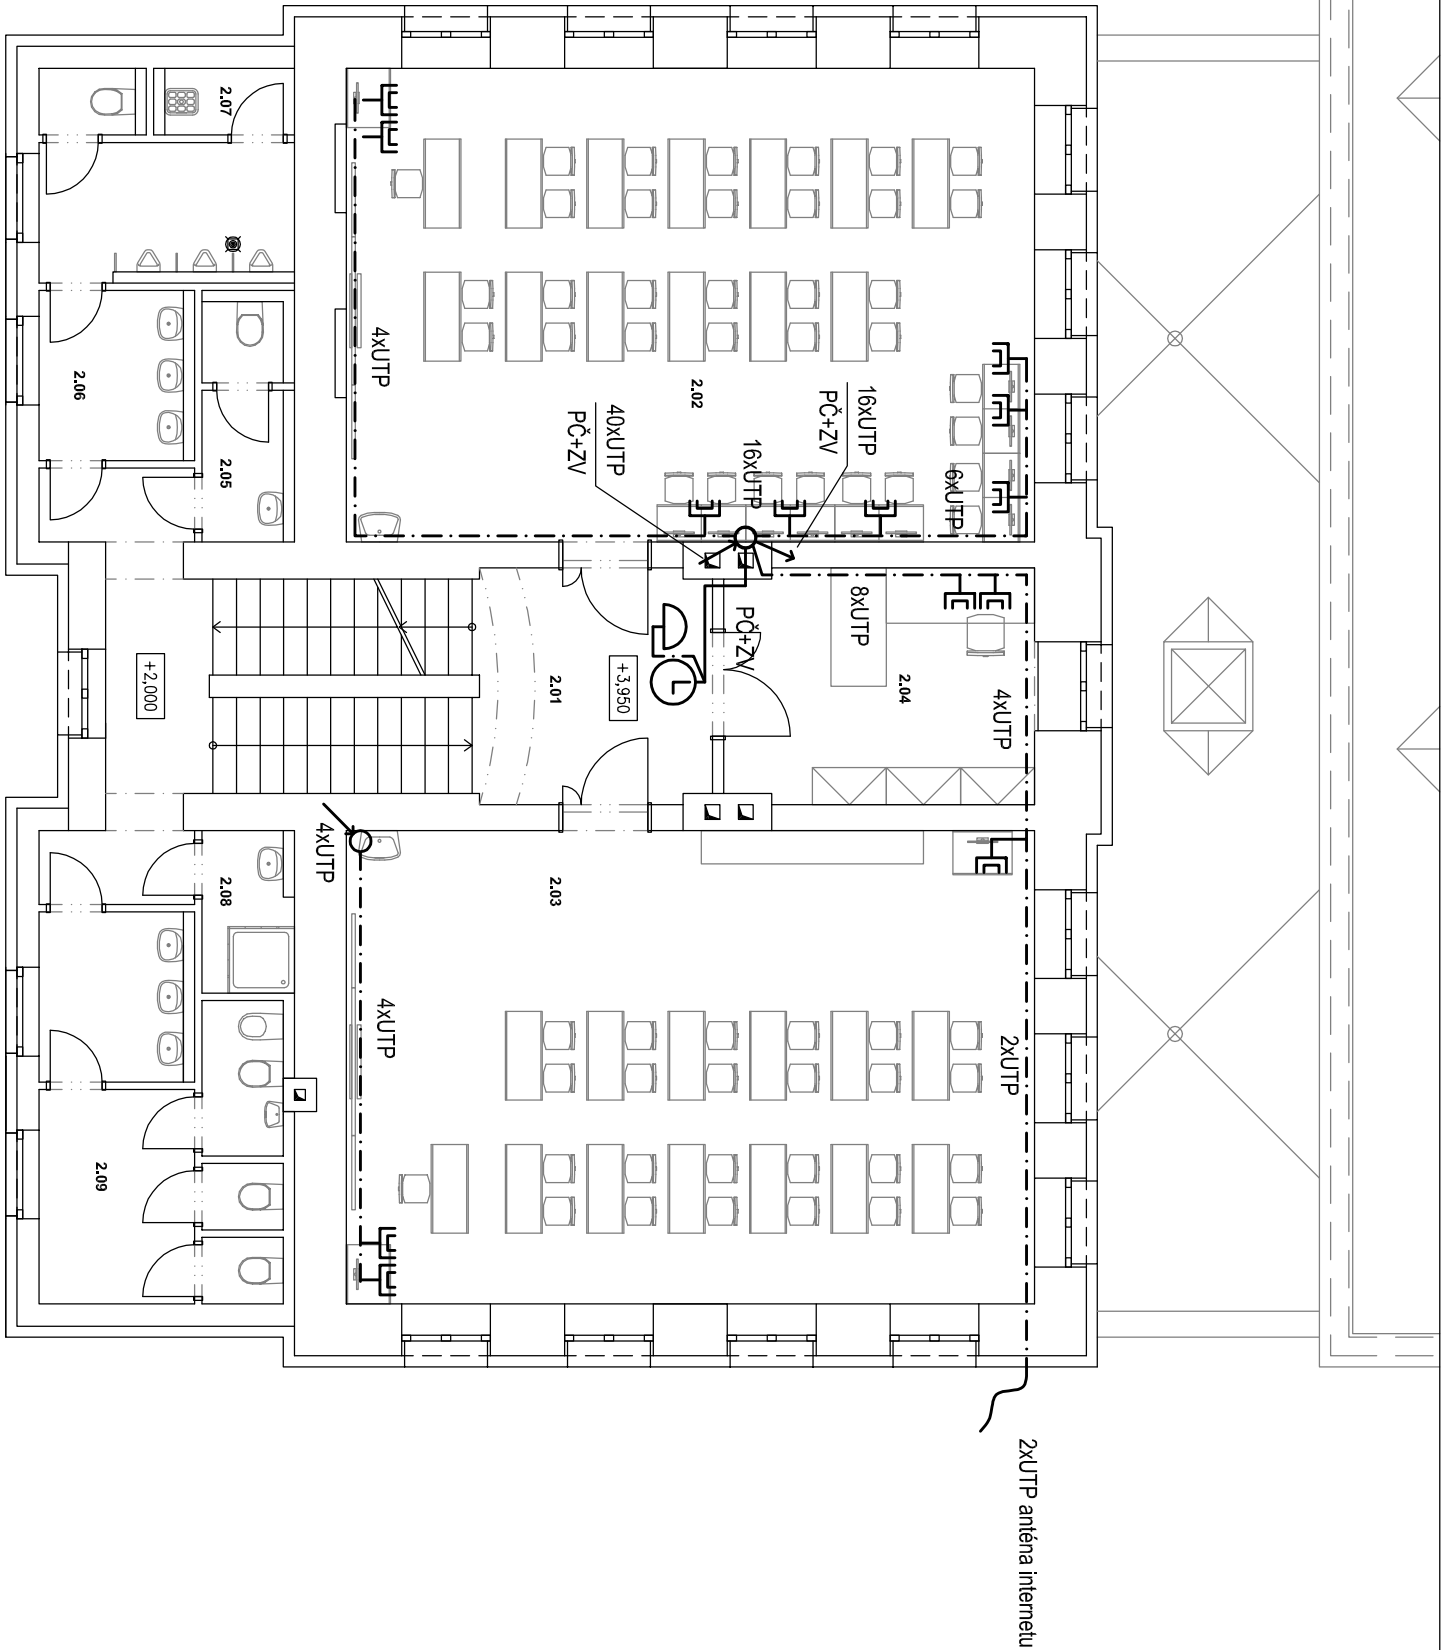 2.07
4xUTP
2.06
2.02
16xUTP
PČ+ZV
40xUTP
PČ+ZV
16xUTP
6xUTP
2.05
8xUTP
PČ+ZV
+2,000
+3,950
2.01
2.04
4xUTP
4xUTP
2.08
2.03
4xUTP
2xUTP
2.09
2xUTP anténa internetu